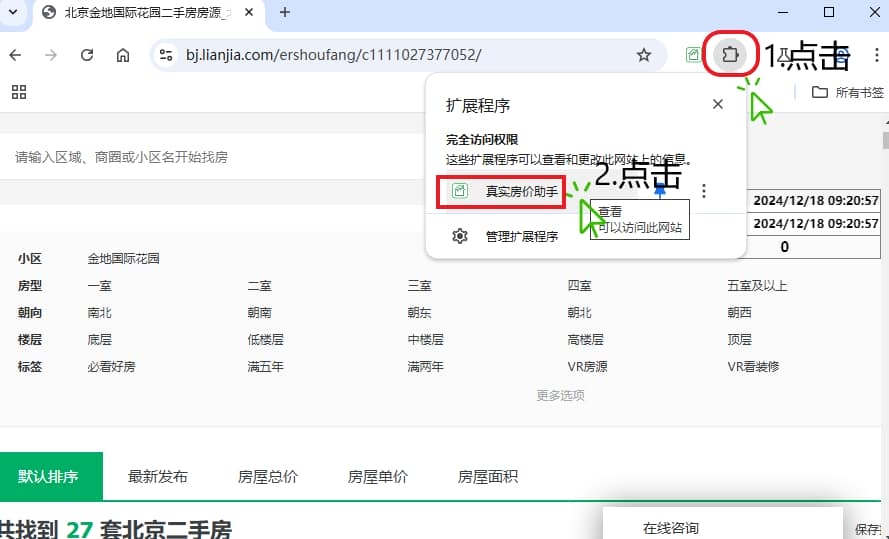 北京金地国际花园二手房房源_
bj.lianjia.com/ershoufang/c1111027377052/
1.点击
所有书签
扩展程序
完全访问权限
这些扩展程序可以查看和更改此网站上的信息。
请输入区域、商圈或小区名开始找房
2.点击
真实房价助手
查看
可以访问此网站
管理扩展程序
2024/12/18 09:20:57
2024/12/18 09:20:57
0
小区 金地国际花园
房型 一室 二室 三室 四室 五室及以上
朝向 南北 朝南 朝东 朝北 朝西
楼层 底层 低楼层 中楼层 高楼层 顶层
标签 必看好房 满五年 满两年 VR房源 VR看装修
更多选项
默认排序 最新发布 房屋总价 房屋单价 房屋面积
共找到 27 套北京二手房
在线咨询
保存